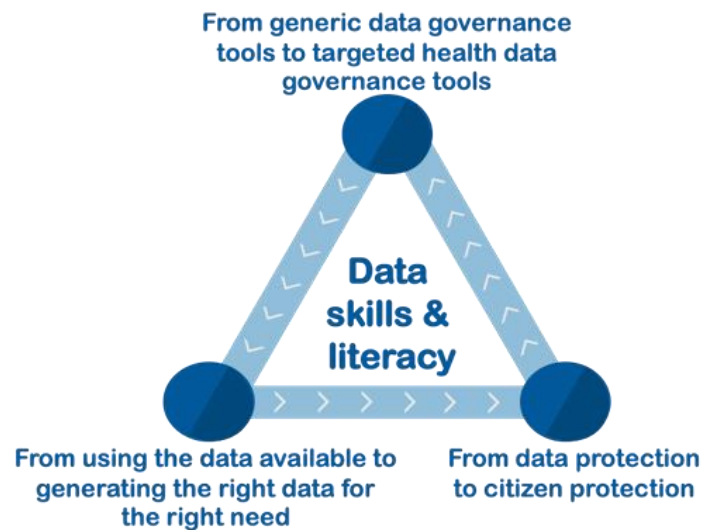 From generic data governance
tools to targeted health data
governance tools
Data
skills &
literacy
From using the data available to
generating the right data for
the right need
From data protection
to citizen protection